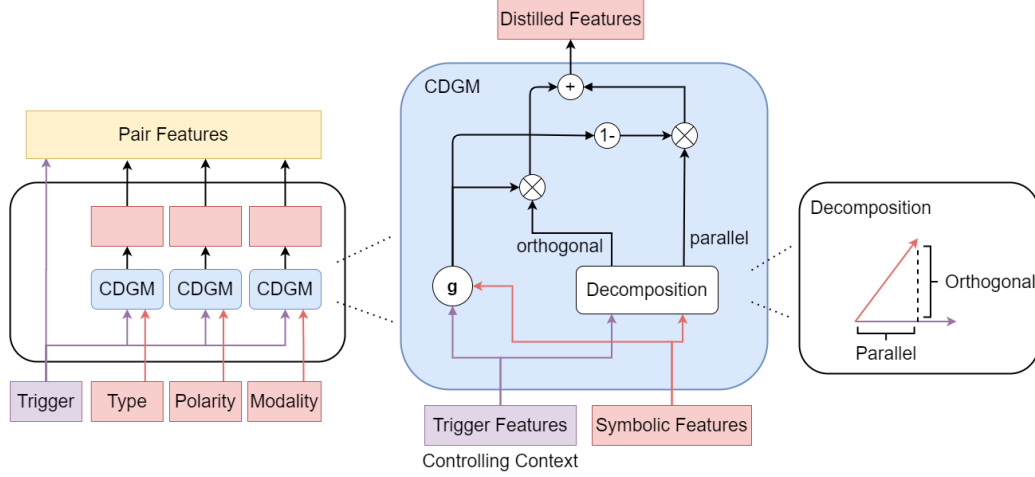 Distilled Features
CDGM
+
Pair Features
1-
orthogonal
parallel
CDGM
CDGM
CDGM
g
Decomposition
Decomposition
Orthogonal
Parallel
Trigger
Type
Polarity
Modality
Trigger Features
Symbolic Features
Controlling Context